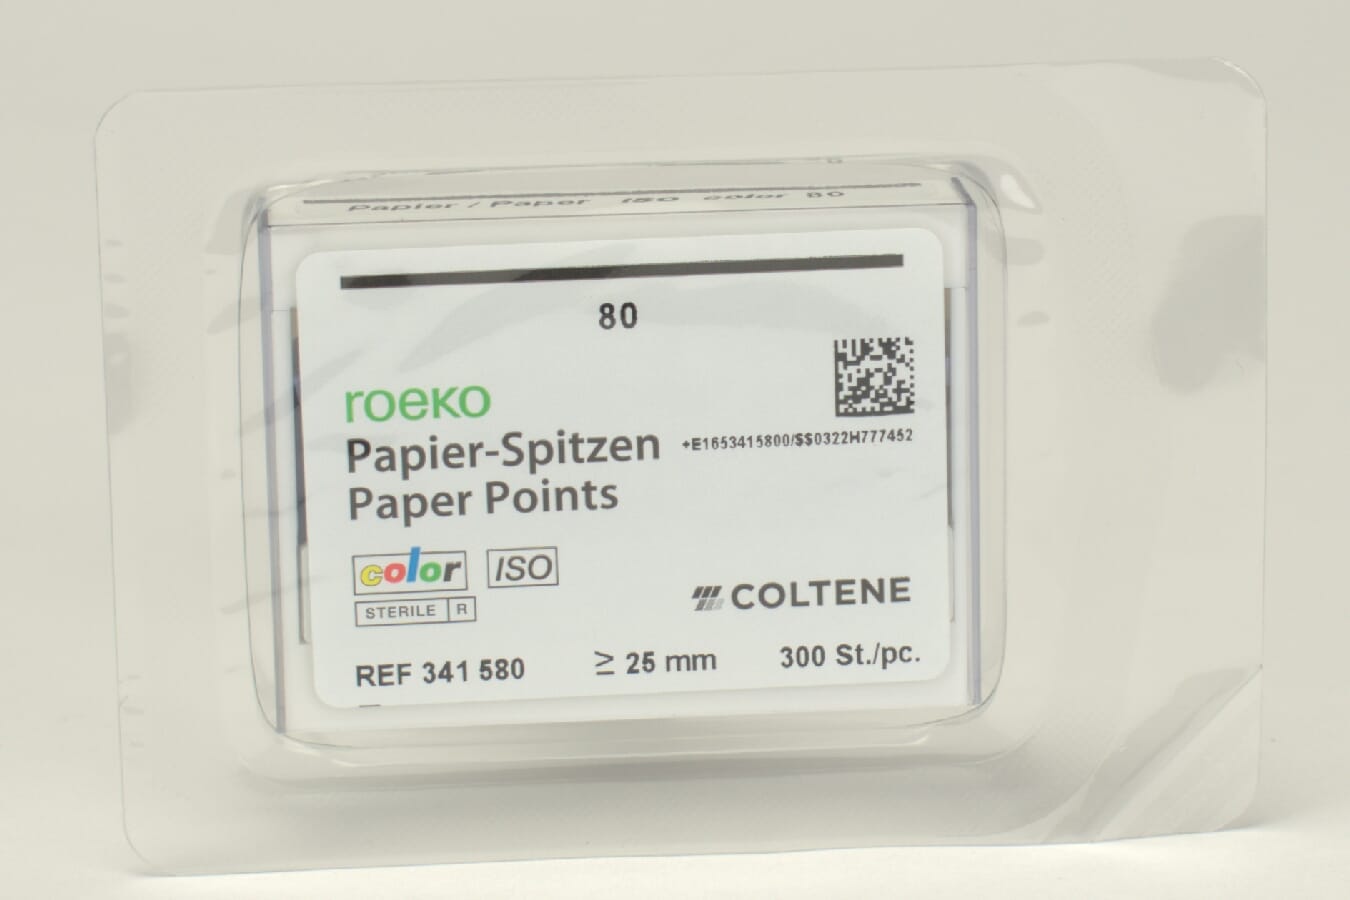 Papier / Paper ISO color 80
80
roeko
Papier-Spitzen
+E1653415800/$$0322H777452
Paper Points
color ISO
STERILE R
COLTENE
REF 341 580 ≥ 25 mm 300 St./pc.